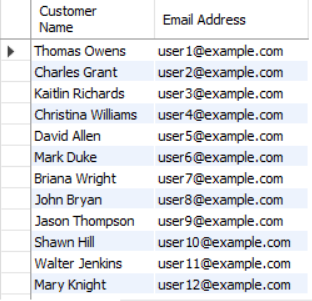 Customer
Name Email Address
Thomas Owens user1@example.com
Charles Grant user2@example.com
Kaitlin Richards user3@example.com
Christina Williams user4@example.com
David Allen user5@example.com
Mark Duke user6@example.com
Briana Wright user7@example.com
John Bryan user8@example.com
Jason Thompson user9@example.com
Shawn Hill user10@example.com
Walter Jenkins user11@example.com
Mary Knight user12@example.com